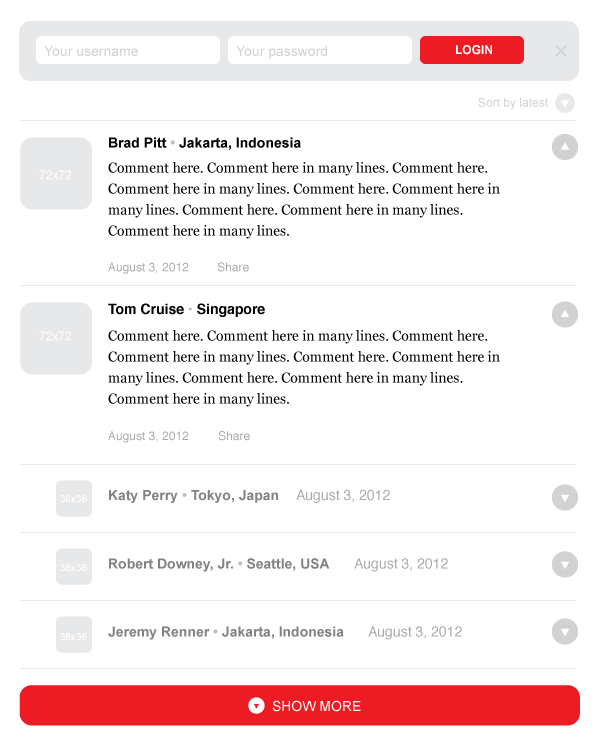 Your username Your password LOGIN
Sort by latest
72x72
Brad Pitt • Jakarta, Indonesia
Comment here. Comment here in many lines. Comment here.
Comment here in many lines. Comment here. Comment here in
many lines. Comment here. Comment here in many lines.
Comment here in many lines.
August 3, 2012 Share
72x72
Tom Cruise • Singapore
Comment here. Comment here in many lines. Comment here.
Comment here in many lines. Comment here. Comment here in
many lines. Comment here. Comment here in many lines.
Comment here in many lines.
August 3, 2012 Share
36x36 Katy Perry • Tokyo, Japan August 3, 2012
36x36 Robert Downey, Jr. • Seattle, USA August 3, 2012
36x36 Jeremy Renner • Jakarta, Indonesia August 3, 2012
SHOW MORE